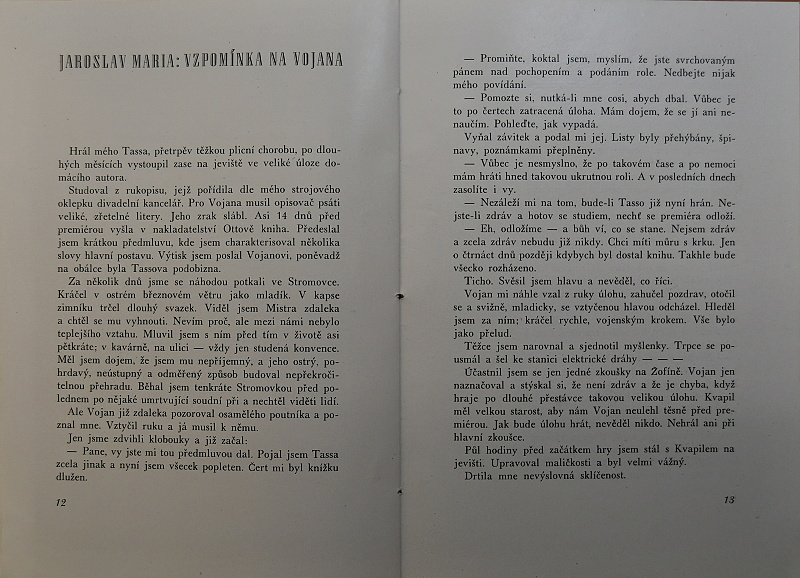 JAROSLAV MARIA: VZPOMÍNKA NA VOJANA
Hrál mého Tassa, přetrpěv těžkou plicní chorobu, po dlou-
hých měsících vystoupil zase na jeviště ve veliké úloze do-
mácího autora.
Studoval z rukopisu, jejž pořídila dle mého strojového
oklepku divadelní kancelář. Pro Vojana musil opisovač psáti
veliké, zřetelné litery. Jeho zrak slábl. Asi 14 dnů před
premiérou vyšla v nakladatelství Ottově kniha. Předeslal
jsem krátkou předmluvu, kde jsem charakterisoval několika
slovy hlavní postavu. Výtisk jsem poslal Vojanovi, poněvadž
na obálce byla Tassova podobizna.
Za několik dnů jsme se náhodou potkali ve Stromovce.
Kráčel v ostrém březnovém větru jako mladík. V kapse
zimníku trčel dlouhý svazek. Viděl jsem Mistra zdaleka
a chtěl se mu vyhnouti. Nevím proč, ale mezi námi nebylo
teplejšího vztahu. Mluvil jsem s ním před tím v životě asi
pětkráte; v kavárně, na ulici — vždy jen studená konvence.
Měl jsem dojem, že jsem mu nepříjemný, a jeho ostrý, po-
hrdavý, neústupný a odměřený způsob budoval nepřekroči-
telnou přehradu. Běhal jsem tenkráte Stromovkou před po-
lednem po nějaké umrtvující soudní při a nechtěl viděti lidí.
Ale Vojan již zdaleka pozoroval osamělého poutníka a po-
znal mne. Vztyčil ruku a já musil k němu.
Jen jsme zdvihli klobouky a již začal:
— Pane, vy jste mi tou předmluvou dal. Pojal jsem Tassa
zcela jinak a nyní jsem všecek popleten. Čert mi byl knížku
dlužen.
12
— Promiňte, koktal jsem, myslím, že jste svrchovaným
pánem nad pochopením a podáním role. Nedbejte nijak
mého povídání.
— Pomozte si, nutká-li mne cosi, abych dbal. Vůbec je
to po čertech zatracená úloha. Mám dojem, že se jí ani ne-
naučím. Pohleďte, jak vypadá.
Vyňal závitek a podal mi jej. Listy byly přehýbány, špi-
navy, poznámkami přeplněny.
— Vůbec je nesmyslno, že po takovém čase a po nemoci
mám hráti hned takovou ukrutnou roli. A v posledních dnech
zasolíte i vy.
— Nezáleží mi na tom, bude-li Tasso již nyní hrán. Ne-
jste-li zdráv a hotov se studiem, nechť se premiéra odloží.
— Eh, odložíme — a bůh ví, co se stane. Nejsem zdráv
a zcela zdráv nebudu již nikdy. Chci míti můru s krku. Jen
o čtrnáct dnů později kdybych byl dostal knihu. Takhle bude
všecko rozházeno.
Ticho. Svěsil jsem hlavu a nevěděl, co říci.
Vojan mi náhle vzal z ruky úlohu, zahučel pozdrav, otočil
se a svižně, mladicky, se vztyčenou hlavou odcházel. Hleděl
jsem za ním; kráčel rychle, vojenským krokem. Vše bylo
jako přelud.
Těžce jsem narovnal a sjednotil myšlenky. Trpce se po-
usmál a šel ke stanici elektrické dráhy — — —
Účastnil jsem se jen jedné zkoušky na Žofíně. Vojan jen
naznačoval a stýskal si, že není zdráv a že je chyba, když
hraje po dlouhé přestávce takovou velikou úlohu. Kvapil
měl velkou starost, aby nám Vojan neulehl těsně před pre-
miérou. Jak bude úlohu hrát, nevěděl nikdo. Nehrál ani při
hlavní zkoušce.
Půl hodiny před začátkem hry jsem stál s Kvapilem na
jevišti. Upravoval maličkosti a byl velmi vážný.
Drtila mne nevýslovná sklíčenost.
13